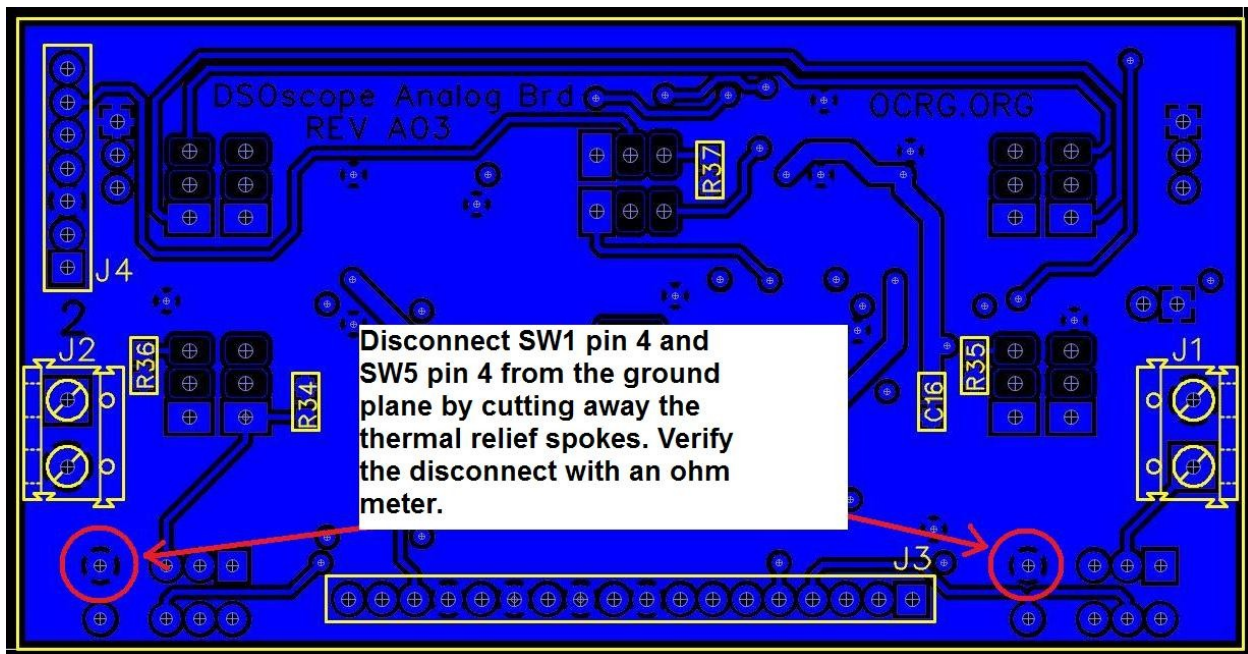 DSOscope Analog Brd
REV A03
OCRG.ORG
R37
J4
2
J2
R36
R34
Disconnect SW1 pin 4 and
SW5 pin 4 from the ground
plane by cutting away the
thermal relief spokes. Verify
the disconnect with an ohm
meter.
C16
R35
J1
J3